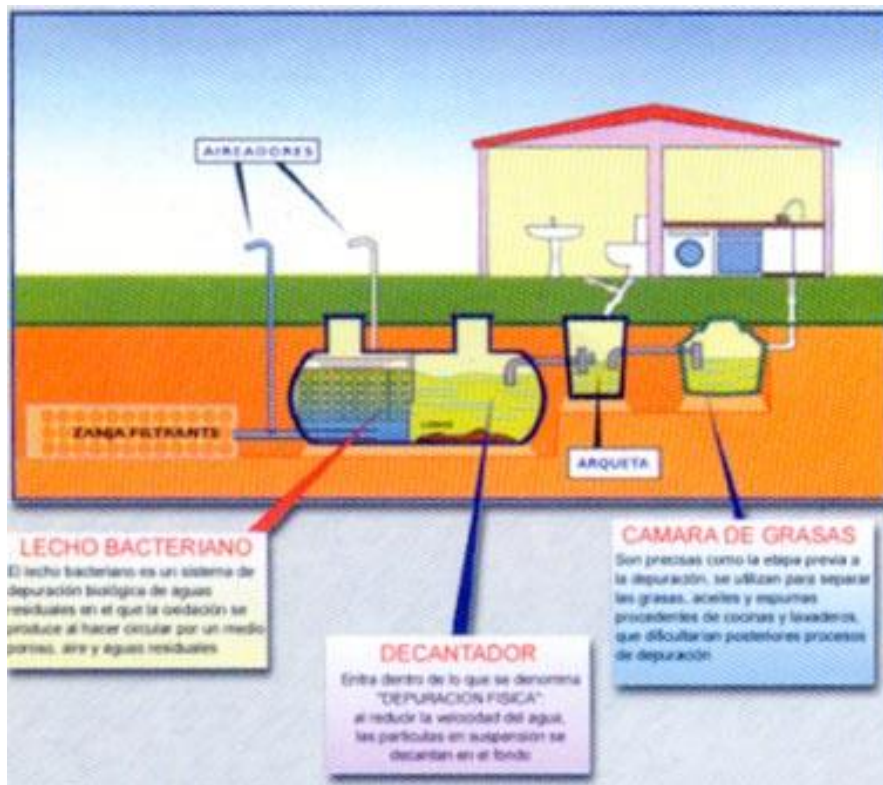 AIREADORES
ZANJA FILTRANTE
LODOS
ARQUETA
LECHO BACTERIANO
El lecho bacteriano es un sistema de
depuración biológica de aguas
residuales en el que la oxidación se
produce al hacer circular por un medio
poroso, aire y aguas residuales
DECANTADOR
Entra dentro de lo que se denomina
"DEPURACION FISICA"
al reducir la velocidad del agua,
las partículas en suspensión se
decantan en el fondo
CAMARA DE GRASAS
Son precisas como la etapa previa a
la depuración, se utilizan para separar
las grasas, aceites y espumas
procedentes de cocinas y lavaderos,
que dificultarian posteriores procesos
de depuración